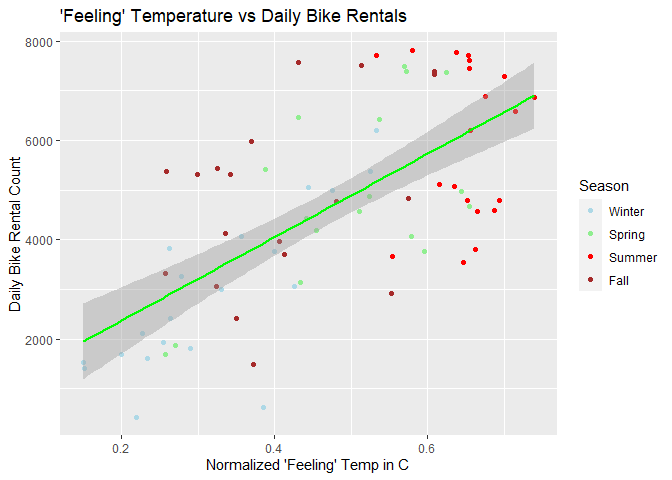 'Feeling' Temperature vs Daily Bike Rentals
8000
6000
4000
2000
Daily Bike Rental Count
0.2 0.4 0.6
Normalized 'Feeling' Temp in C
Season
Winter
Spring
Summer
Fall